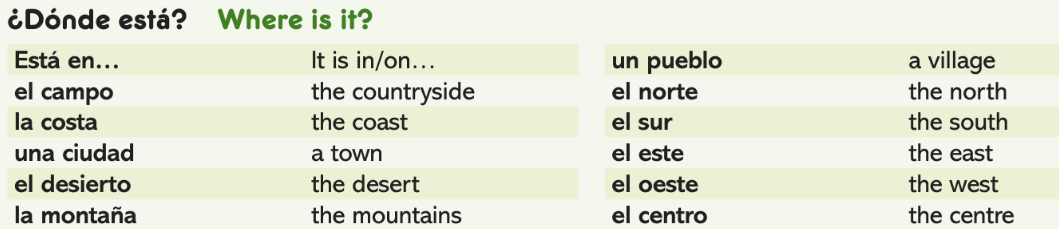 ¿Dónde está? Where is it?
Está en... It is in/on...
el campo the countryside
la costa the coast
una ciudad a town
el desierto the desert
la montaña the mountains
un pueblo a village
el norte the north
el sur the south
el este the east
el oeste the west
el centro the centre